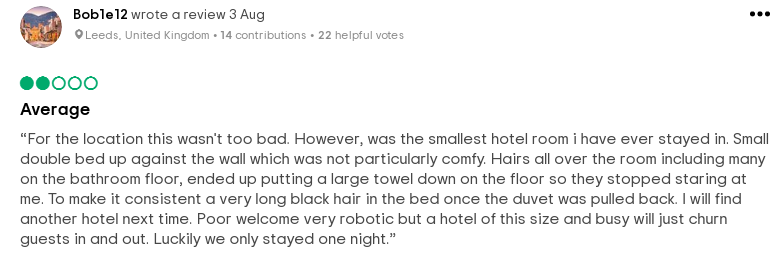 Bob1e12 wrote a review 3 Aug
Leeds, United Kingdom • 14 contributions • 22 helpful votes
Average
“For the location this wasn't too bad. However, was the smallest hotel room i have ever stayed in. Small
double bed up against the wall which was not particularly comfy. Hairs all over the room including many
on the bathroom floor, ended up putting a large towel down on the floor so they stopped staring at
me. To make it consistent a very long black hair in the bed once the duvet was pulled back. I will find
another hotel next time. Poor welcome very robotic but a hotel of this size and busy will just churn
guests in and out. Luckily we only stayed one night.”